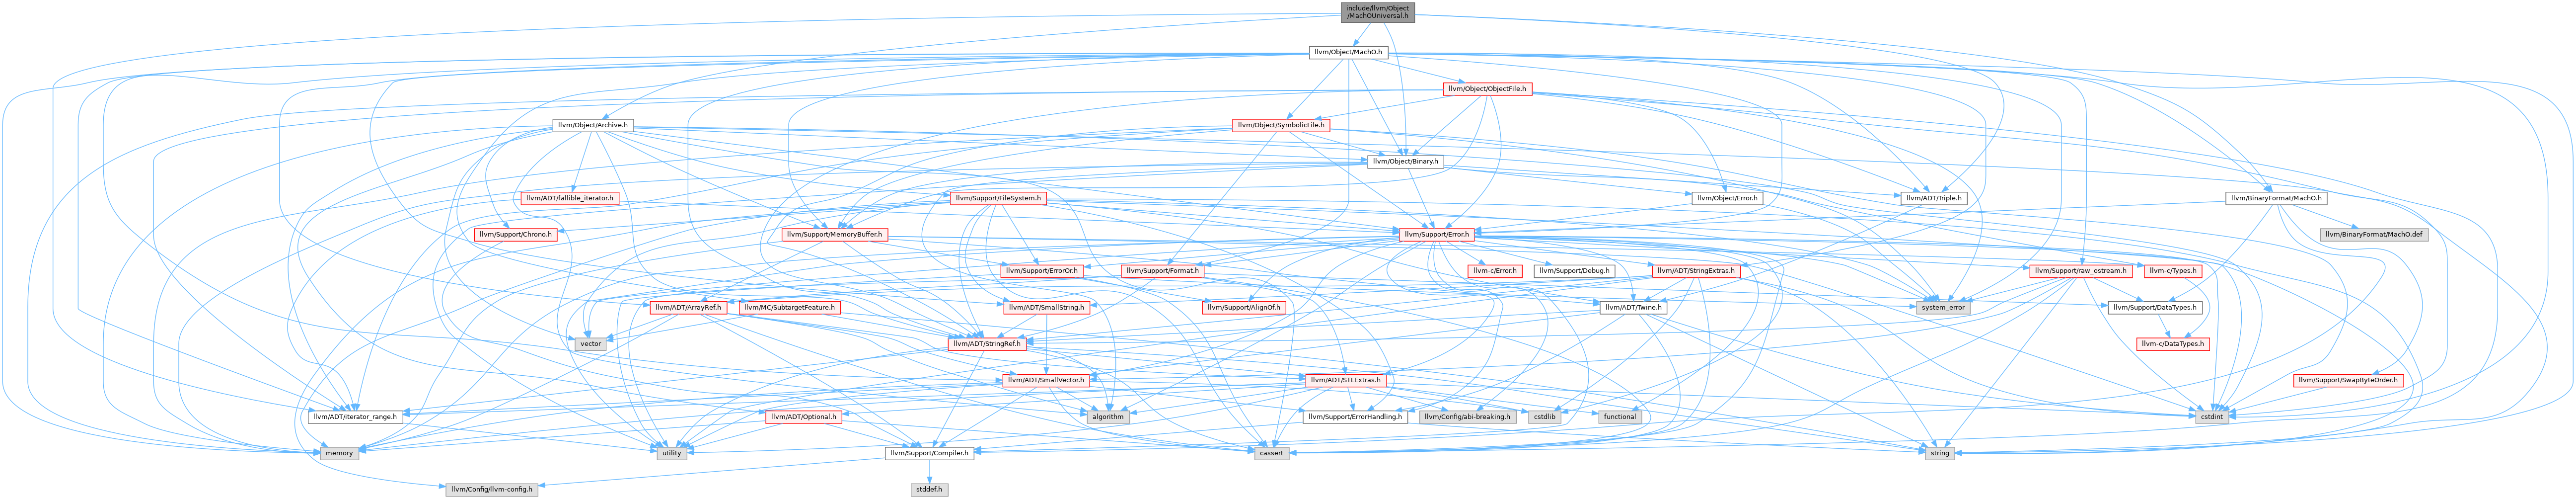 include/llvm/Object
/MachOUniversal.h
llvm/Object/MachO.h
llvm/Object/ObjectFile.h
llvm/Object/Archive.h
llvm/Object/SymbolicFile.h
llvm/Object/Binary.h
llvm/ADT/fallible_iterator.h
llvm/Support/FileSystem.h
llvm/Object/Error.h
llvm/ADT/Triple.h
llvm/BinaryFormat/MachO.h
llvm/Support/Chrono.h
llvm/Support/MemoryBuffer.h
llvm/Support/Error.h
llvm/BinaryFormat/MachO.def
llvm/Support/ErrorOr.h
llvm/Support/Format.h
llvm-c/Error.h
llvm/Support/Debug.h
llvm/ADT/StringExtras.h
llvm/Support/raw_ostream.h
llvm-c/Types.h
llvm/ADT/ArrayRef.h
llvm/MC/SubtargetFeature.h
llvm/ADT/SmallString.h
llvm/Support/AlignOf.h
llvm/ADT/Twine.h
system_error
llvm/Support/DataTypes.h
vector
llvm/ADT/StringRef.h
llvm-c/DataTypes.h
llvm/ADT/SmallVector.h
llvm/ADT/STLExtras.h
llvm/Support/SwapByteOrder.h
llvm/ADT/iterator_range.h
llvm/ADT/Optional.h
algorithm
llvm/Support/ErrorHandling.h
llvm/Config/abi-breaking.h
cstdlib
functional
cstdint
memory
utility
llvm/Support/Compiler.h
cassert
string
llvm/Config/llvm-config.h
stddef.h